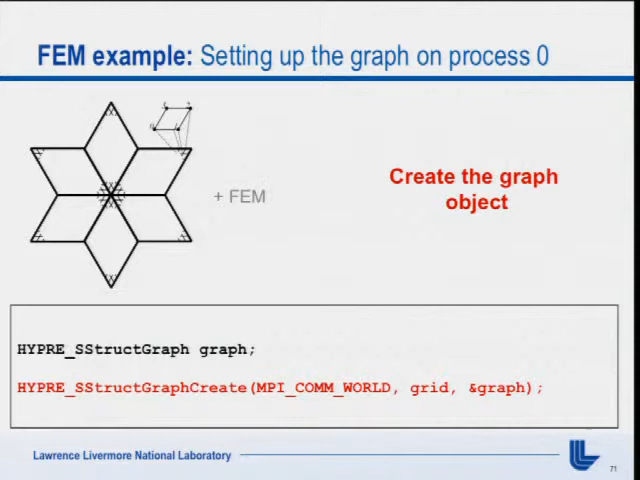 FEM example: Setting up the graph on process 0
+ FEM
Create the graph
object
HYPRE_SStructGraph graph;
HYPRE_SStructGraphCreate(MPI_COMM_WORLD, grid, &graph);
Lawrence Livermore National Laboratory
71